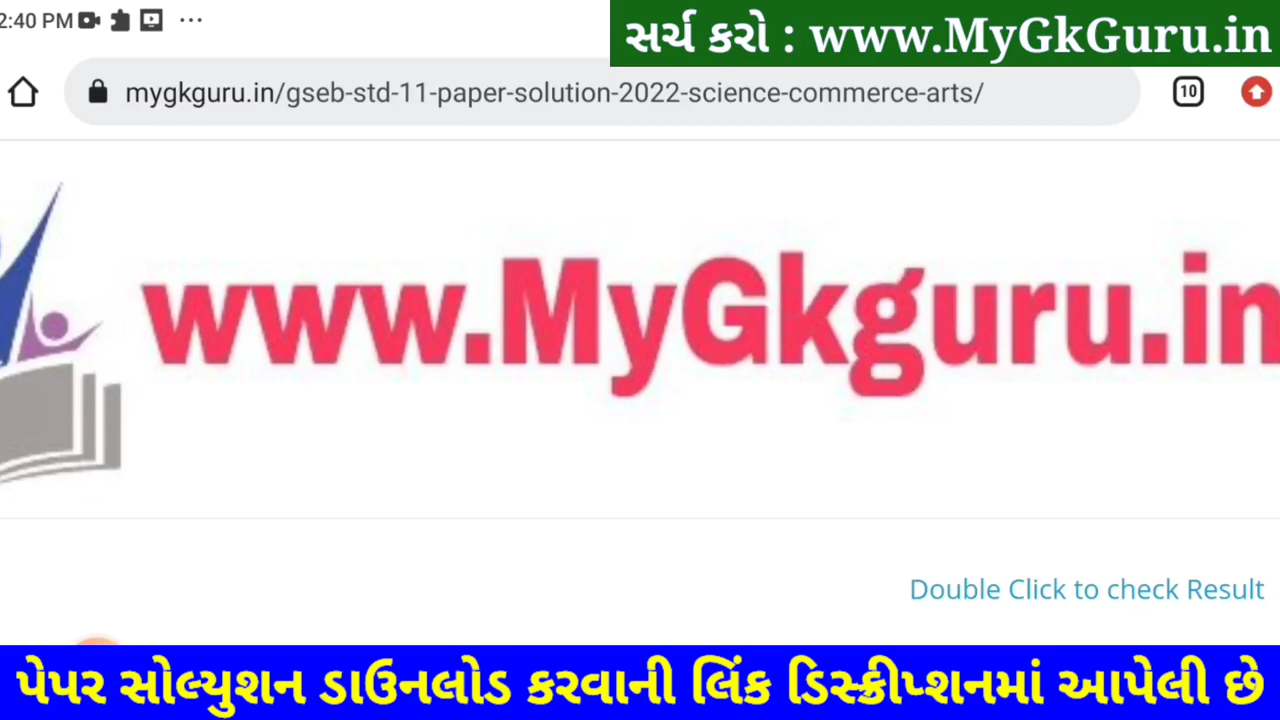 2:40 PM
સર્ચ કરો : www.MyGkGuru.in
mygkguru.in/gseb-std-11-paper-solution-2022-science-commerce-arts/
10
www.MyGkguru.in
Double Click to check Result
પેપર સોલ્યુશન ડાઉનલોડ કરવાની લિંક ડિસ્ક્રીપ્શનમાં આપેલી છે